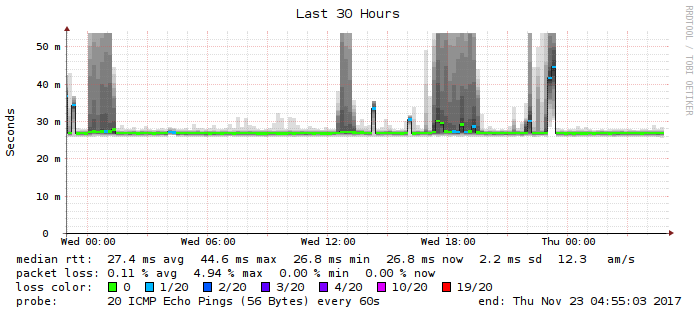 Last 30 Hours
RRDTOOL / TOBI OETIKER
Seconds
50 m
40 m
30 m
20 m
10 m
0
Wed 00:00 Wed 06:00 Wed 12:00 Wed 18:00 Thu 00:00
median rtt: 27.4 ms avg 44.6 ms max 26.8 ms min 26.8 ms now 2.2 ms sd 12.3 am/s
packet loss: 0.11 % avg 4.94 % max 0.00 % min 0.00 % now
loss color: 0 1/20 2/20 3/20 4/20 10/20 19/20
probe: 20 ICMP Echo Pings (56 Bytes) every 60s end: Thu Nov 23 04:55:03 2017